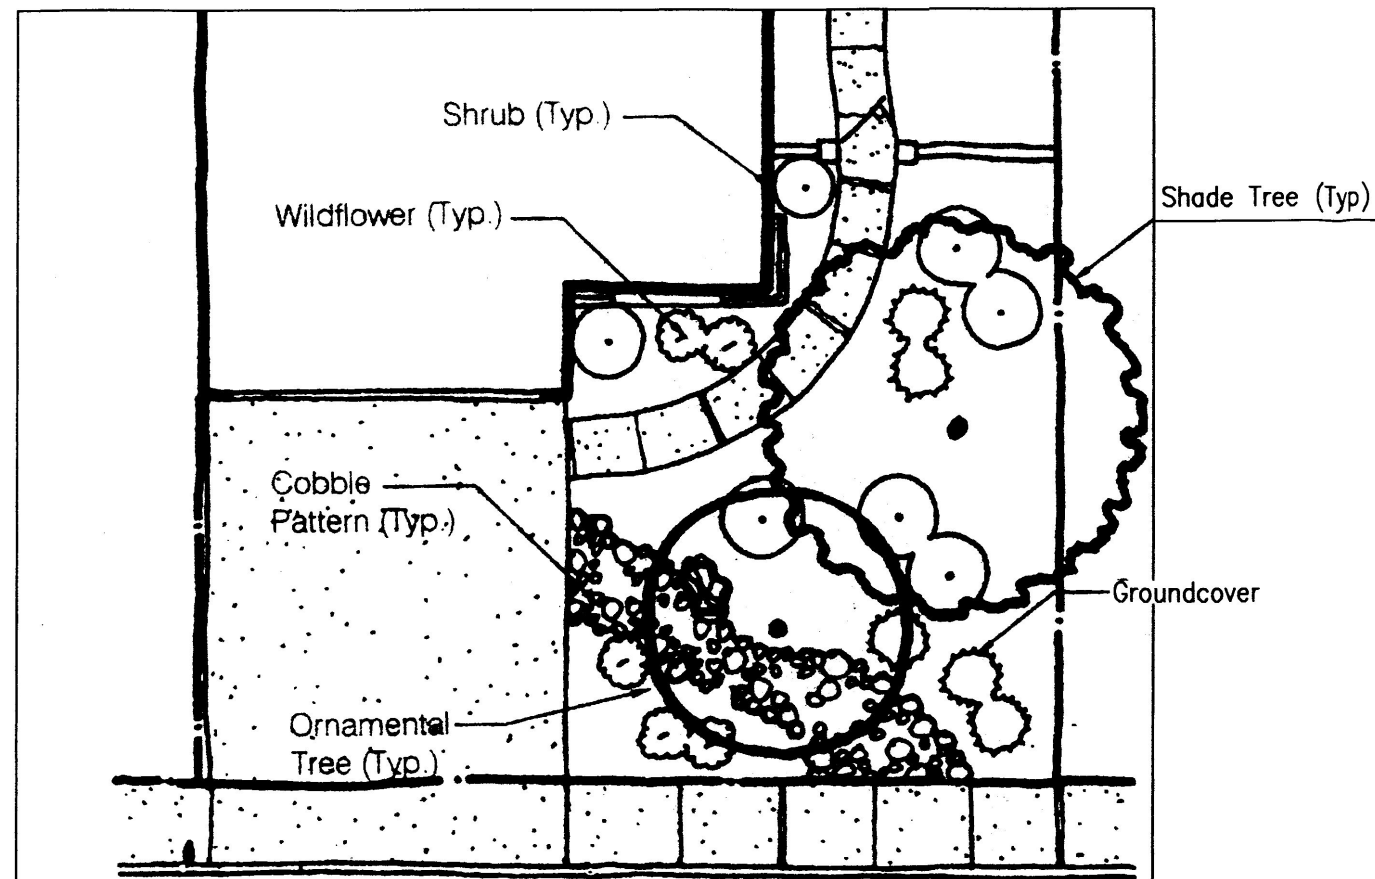 Shrub (Typ.)
Wildflower (Typ.)
Shade Tree (Typ)
Cobble
Pattern (Typ.)
Groundcover
Ornamental
Tree (Typ.)